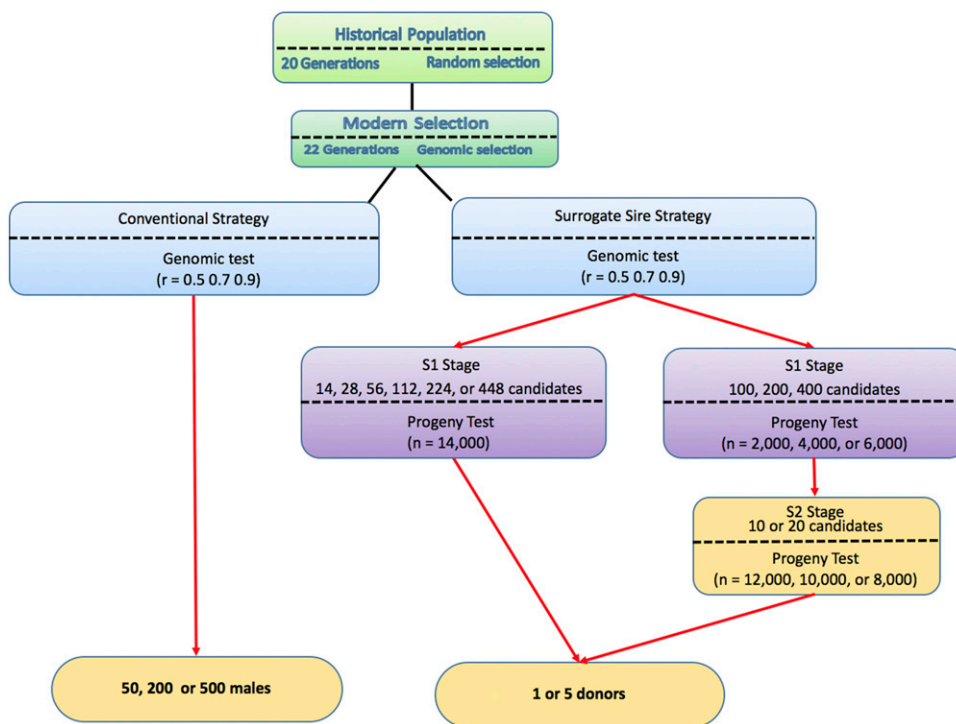 Historical Population
20 Generations Random selection
Modern Selection
22 Generations Genomic selection
Conventional Strategy
Genomic test
(r = 0.5 0.7 0.9)
Surrogate Sire Strategy
Genomic test
(r = 0.5 0.7 0.9)
S1 Stage
14, 28, 56, 112, 224, or 448 candidates
Progeny Test
(n = 14,000)
S1 Stage
100, 200, 400 candidates
Progeny Test
(n = 2,000, 4,000, or 6,000)
S2 Stage
10 or 20 candidates
Progeny Test
(n = 12,000, 10,000, or 8,000)
50, 200 or 500 males
1 or 5 donors